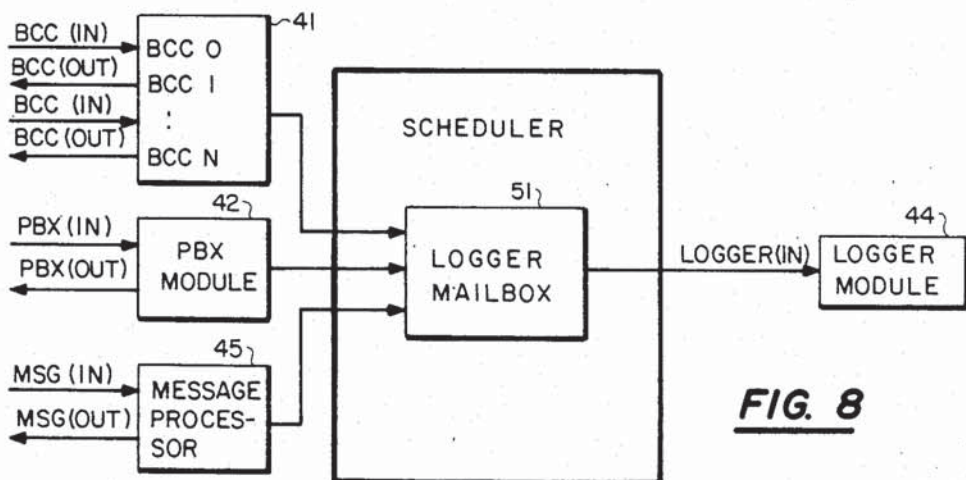 41
BCC (IN)
BCC (OUT)
BCC (IN)
BCC (OUT)
BCC 0
BCC 1
:
BCC N
PBX (IN)
PBX (OUT)
42
PBX
MODULE
MSG (IN)
MSG (OUT)
45
MESSAGE
PROCES-
SOR
SCHEDULER
51
LOGGER
MAILBOX
LOGGER (IN)
44
LOGGER
MODULE
FIG. 8